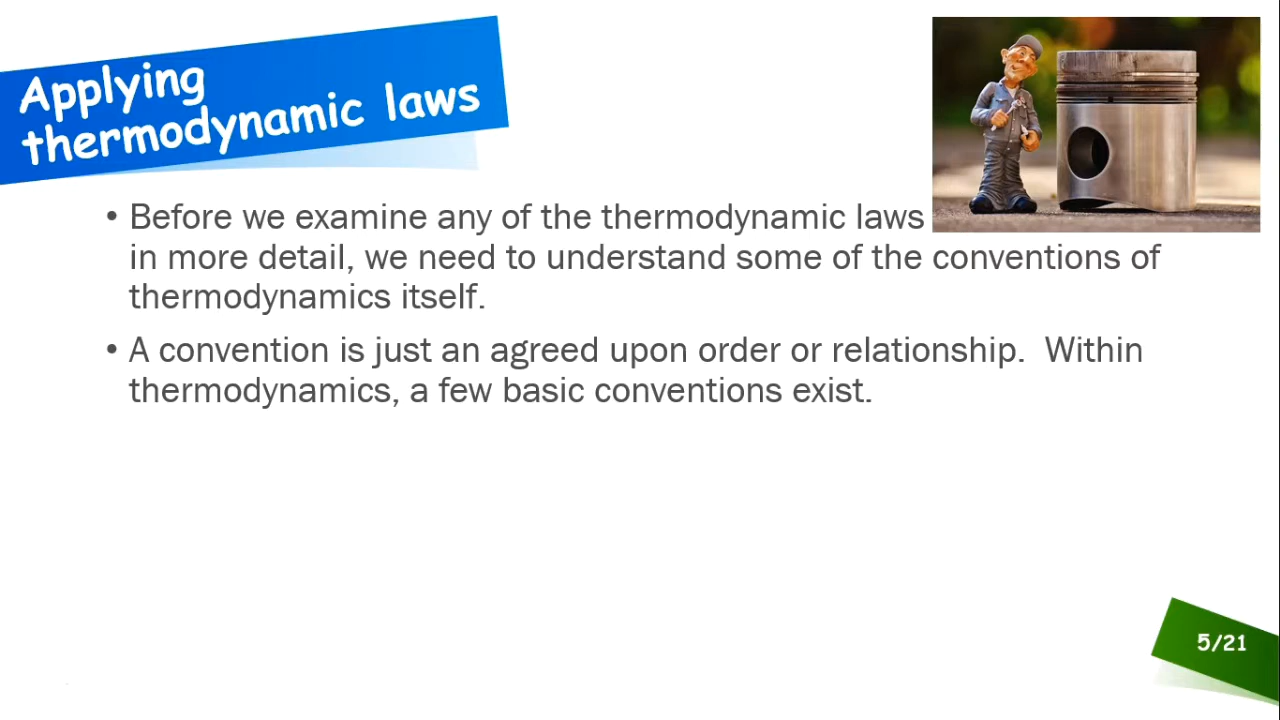 Applying
thermodynamic laws
• Before we examine any of the thermodynamic laws
in more detail, we need to understand some of the conventions of
thermodynamics itself.
• A convention is just an agreed upon order or relationship.  Within
thermodynamics, a few basic conventions exist.
5/21